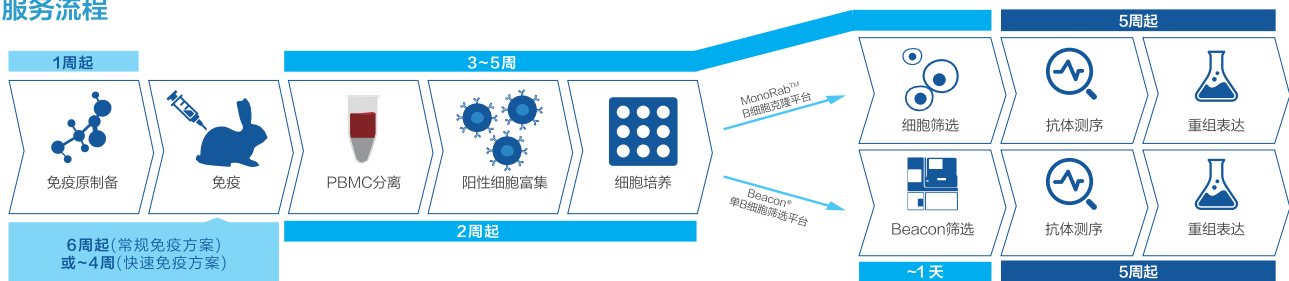 服务流程
1周起
3~5周
5周起
免疫原制备
免疫
PBMC分离
阳性细胞富集
细胞培养
MonoRab™
B细胞克隆平台
细胞筛选
抗体测序
重组表达
Beacon®
单B细胞筛选平台
Beacon筛选
抗体测序
重组表达
6周起(常规免疫方案)
或~4周(快速免疫方案)
2周起
~1天
5周起